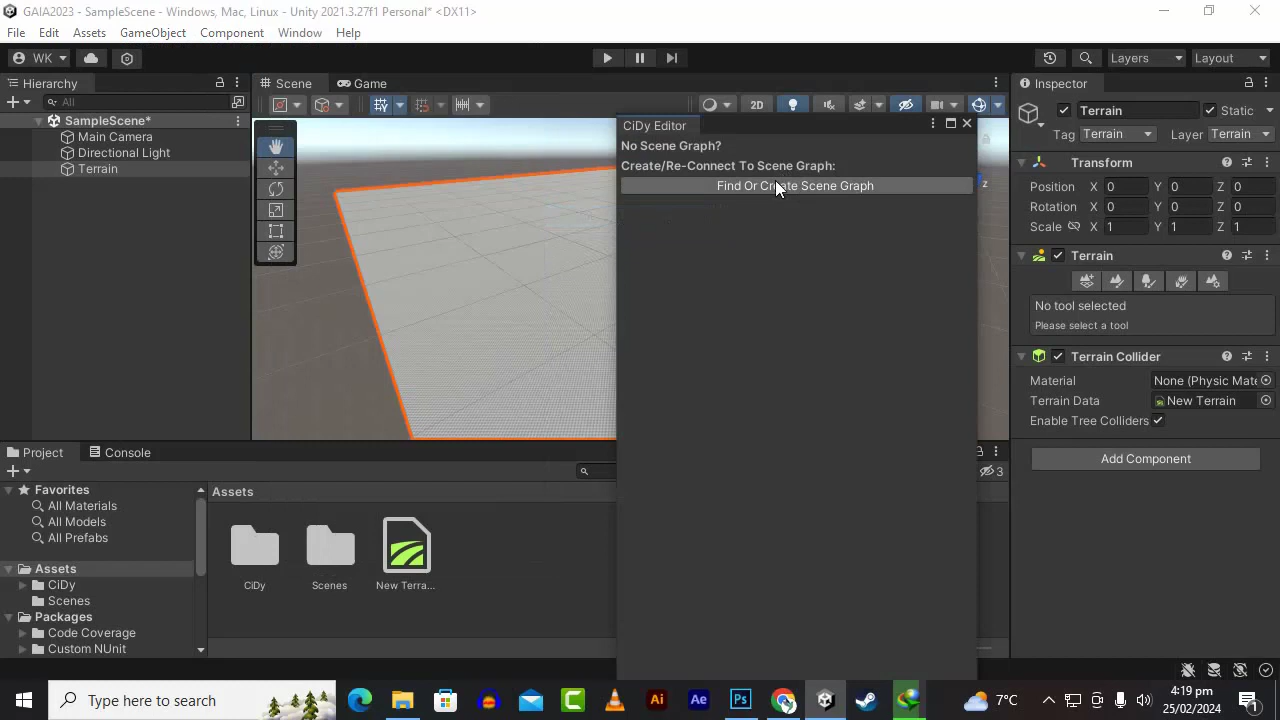 GAIA2023 - SampleScene - Windows, Mac, Linux - Unity 2021.3.27f1 Personal* <DX11>
File Edit Assets GameObject Component Window Help
WK
Layers Layout
Hierarchy
All
SampleScene*
Main Camera
Directional Light
Terrain
Scene Game
2D
z
CiDy Editor
No Scene Graph?
Create/Re-Connect To Scene Graph:
Find Or Create Scene Graph
Inspector
Terrain Static
Tag Terrain Layer Terrain
Transform
Position X 0 Y 0 Z 0
Rotation X 0 Y 0 Z 0
Scale X 1 Y 1 Z 1
Terrain
No tool selected
Please select a tool
Terrain Collider
Material None (Physic Mate
Terrain Data New Terrain
Enable Tree Colliders
Add Component
Project Console
3
Favorites
All Materials
All Models
All Prefabs
Assets
CiDy
Scenes
Packages
Code Coverage
Custom NUnit
Assets
CiDy Scenes New Terra...
Type here to search
Ai Ae Ps
7°C
4:19 pm
25/02/2024
1